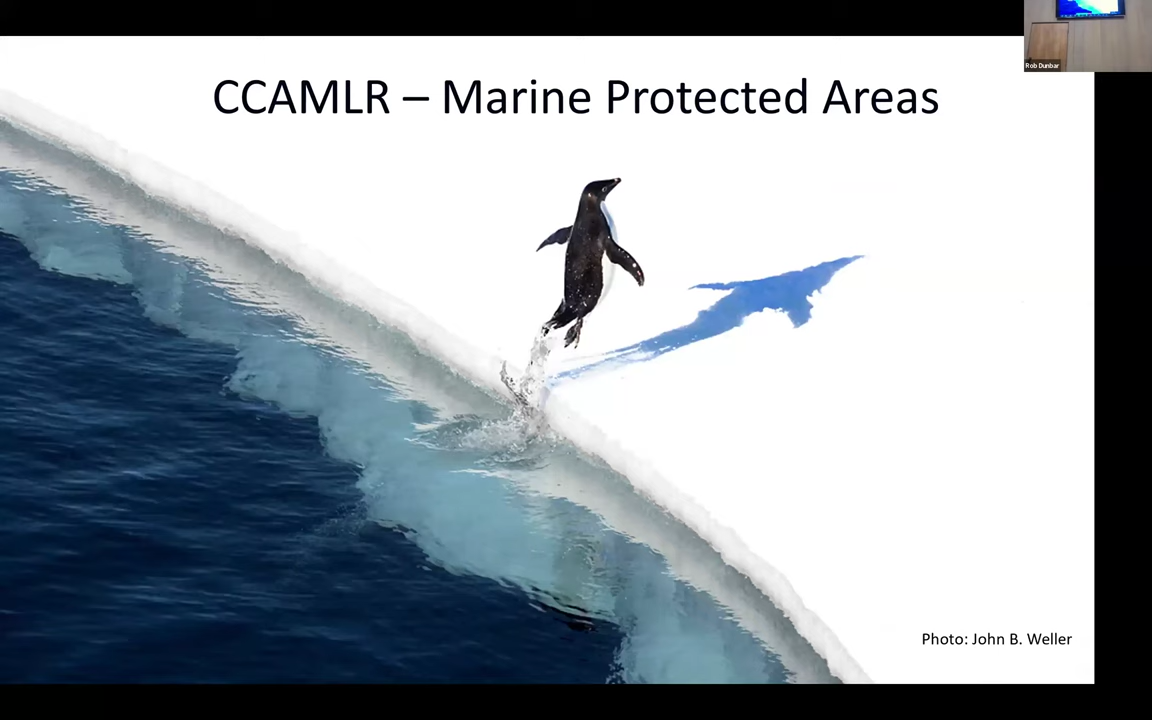 CCAMLR – Marine Protected Areas
Rob Dunbar
Photo: John B. Weller